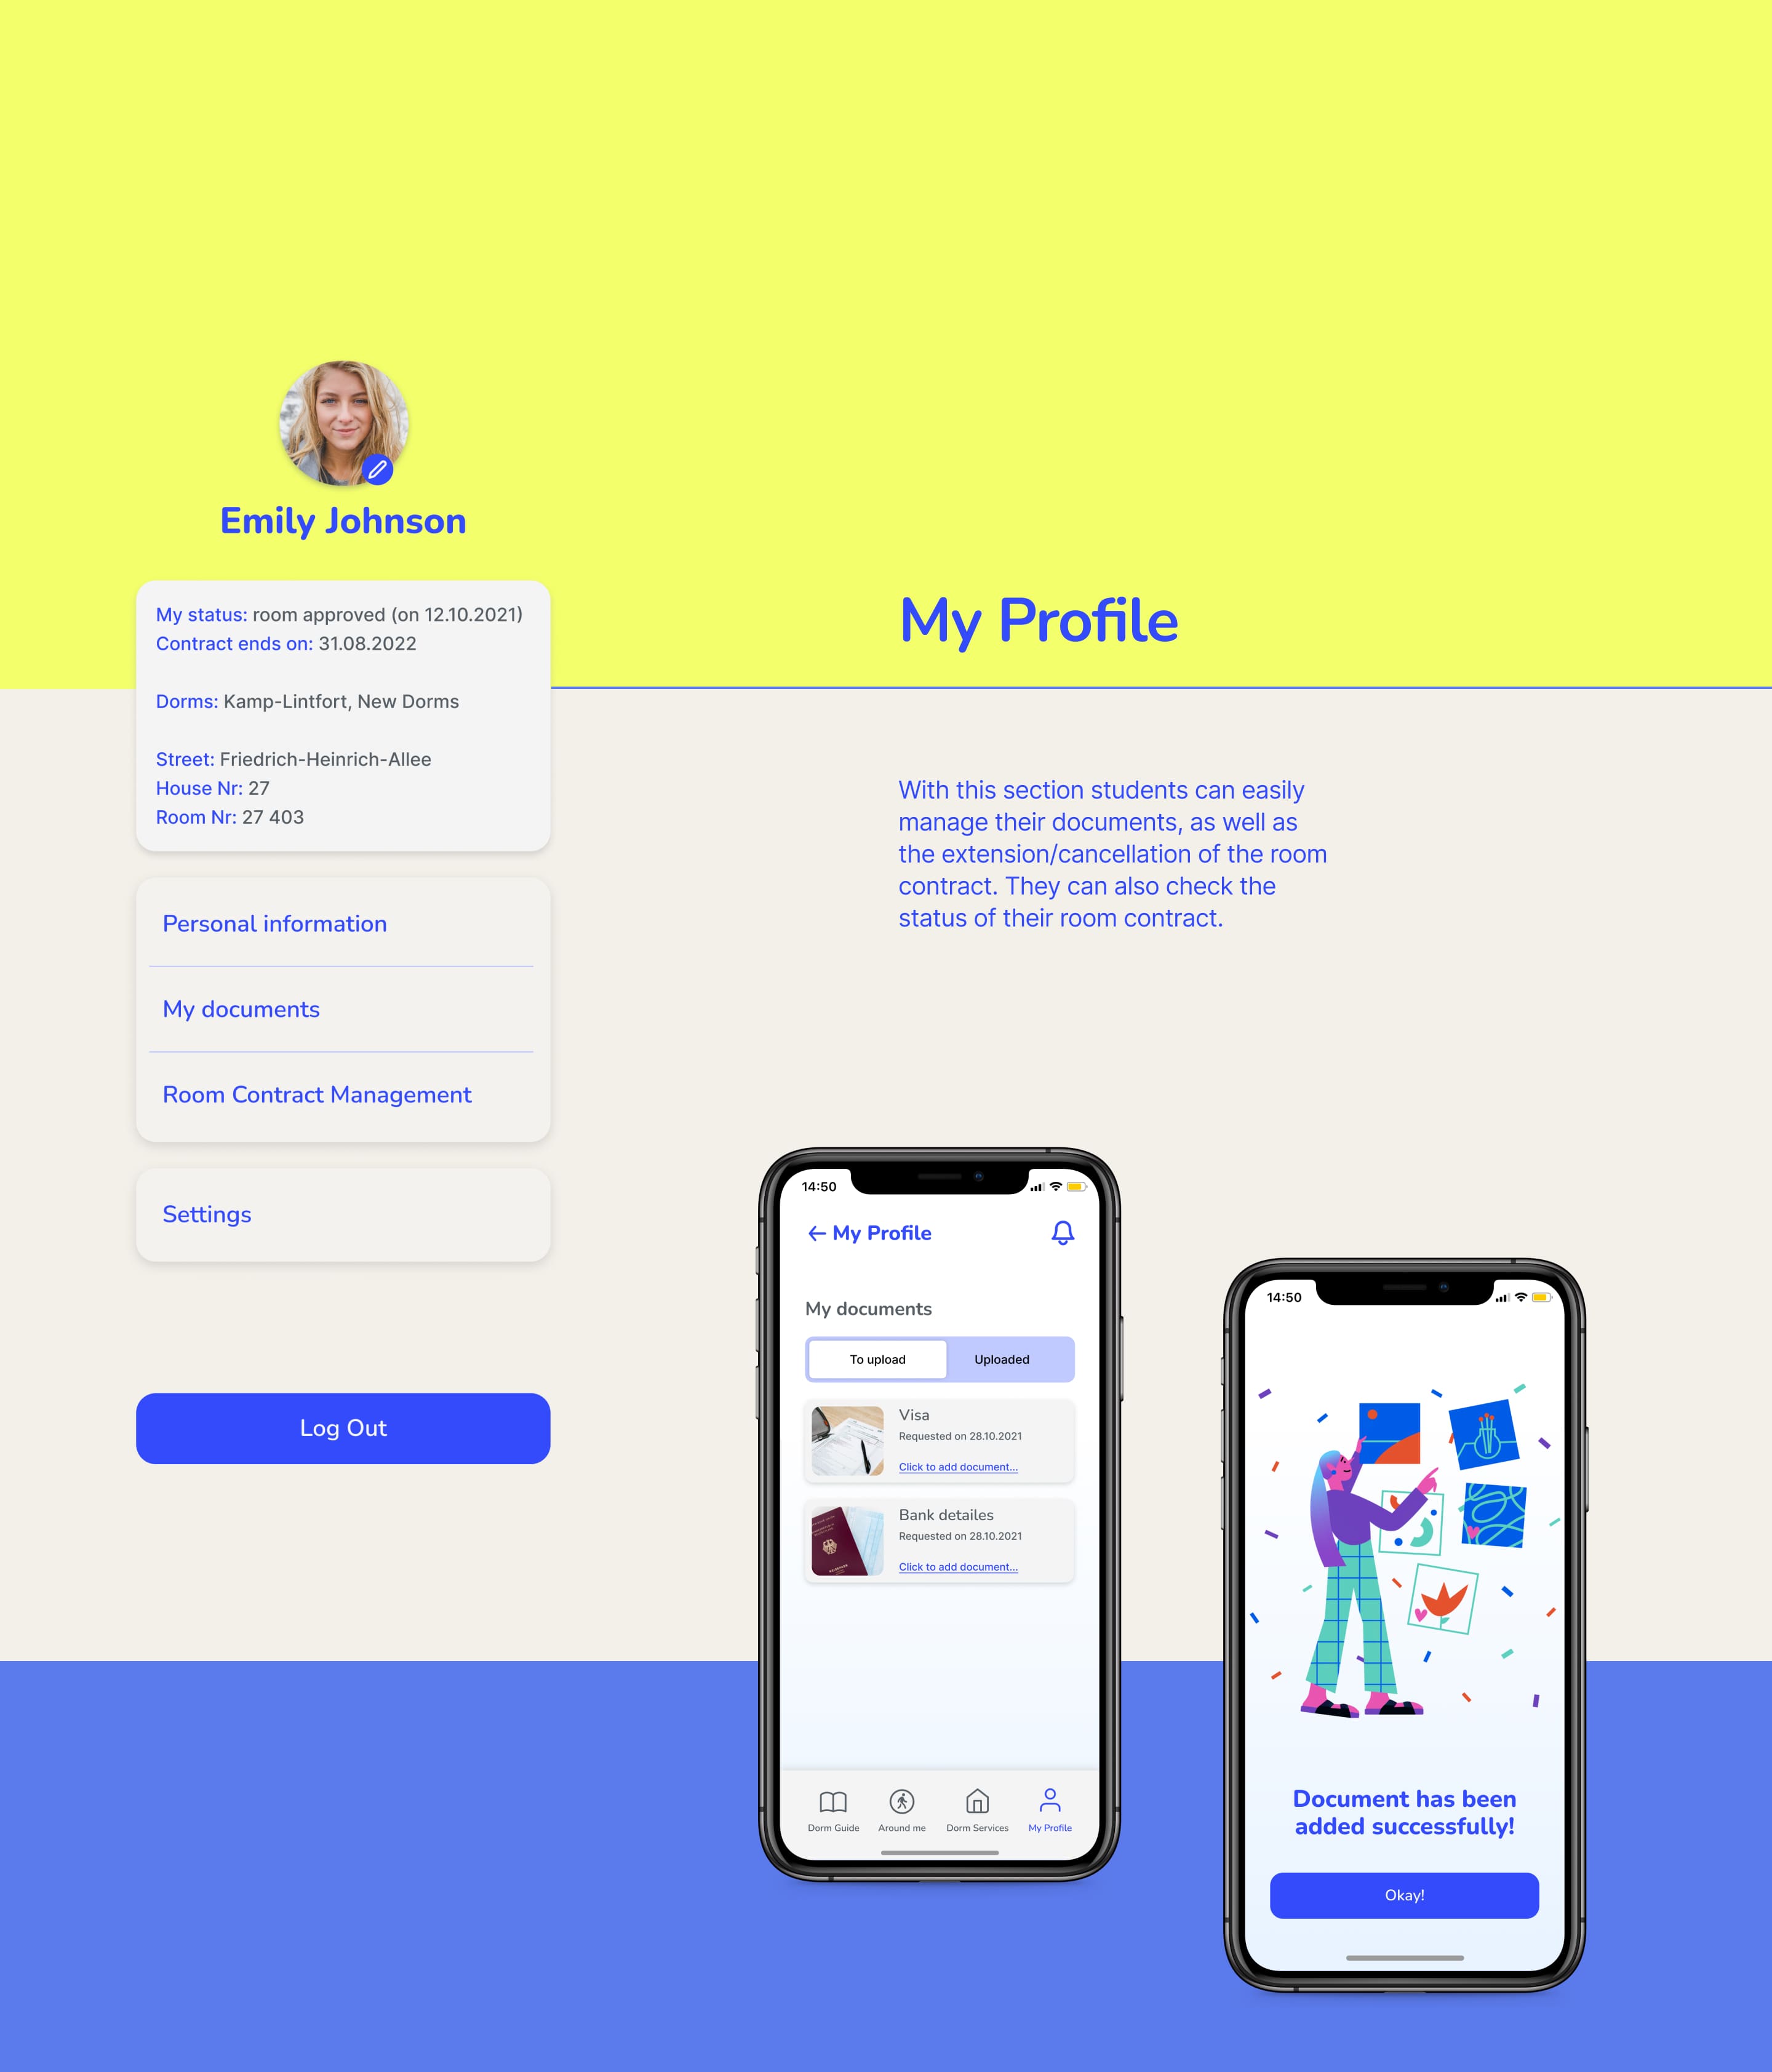 Emily Johnson
My status: room approved (on 12.10.2021)
Contract ends on: 31.08.2022
Dorms: Kamp-Lintfort, New Dorms
Street: Friedrich-Heinrich-Allee
House Nr: 27
Room Nr: 27 403
Personal information
My documents
Room Contract Management
Settings
Log Out
My Profile
With this section students can easily
manage their documents, as well as
the extension/cancellation of the room
contract. They can also check the
status of their room contract.
14:50
My Profile
My documents
To upload
Uploaded
Visa
Requested on 28.10.2021
Click to add document...
Bank detailes
Requested on 28.10.2021
Click to add document...
Dorm Guide
Around me
Dorm Services
My Profile
14:50
Document has been
added successfully!
Okay!